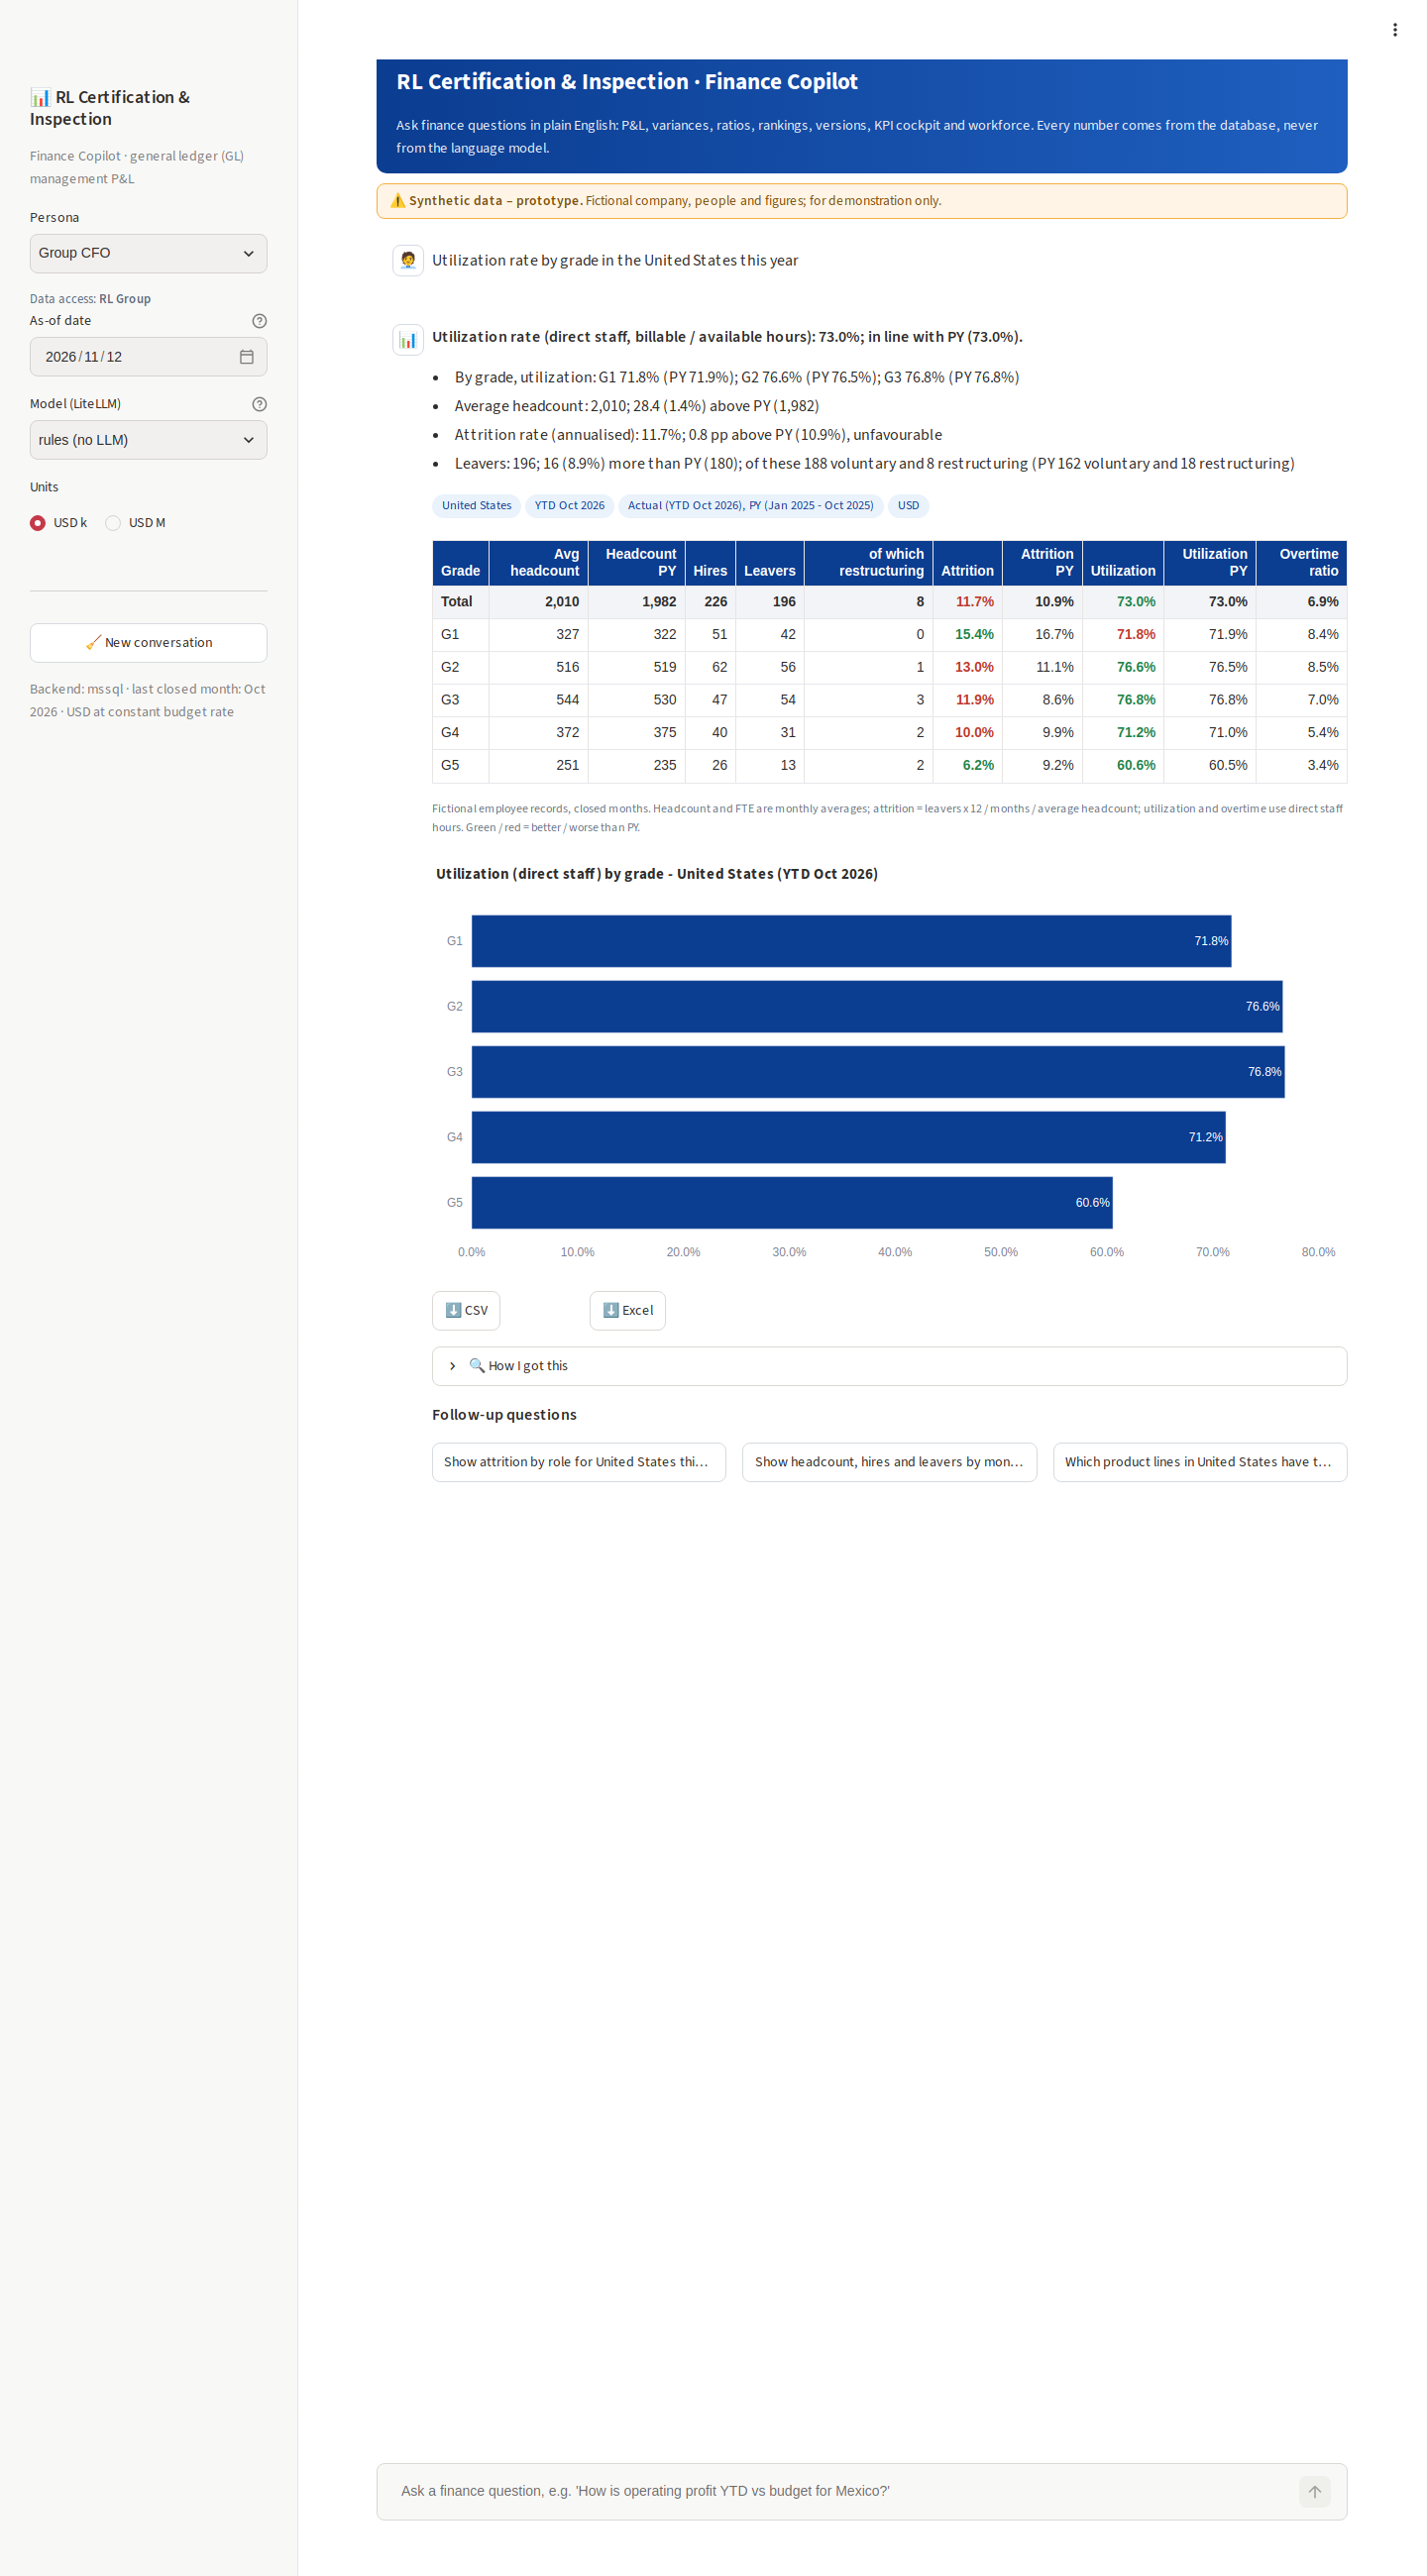 📊 RL Certification &
Inspection
Finance Copilot · general ledger (GL)
management P&L
Persona
Group CFO
Data access: RL Group
As-of date
2026/11/12
Model (LiteLLM)
rules (no LLM)
Units
USD k USD M
🧹 New conversation
Backend: mssql · last closed month: Oct
2026 · USD at constant budget rate
RL Certification & Inspection · Finance Copilot
Ask finance questions in plain English: P&L, variances, ratios, rankings, versions, KPI cockpit and workforce. Every number comes from the database, never
from the language model.
⚠️ Synthetic data – prototype. Fictional company, people and figures; for demonstration only.
Utilization rate by grade in the United States this year
Utilization rate (direct staff, billable / available hours): 73.0%; in line with PY (73.0%).
• By grade, utilization: G1 71.8% (PY 71.9%); G2 76.6% (PY 76.5%); G3 76.8% (PY 76.8%)
• Average headcount: 2,010; 28.4 (1.4%) above PY (1,982)
• Attrition rate (annualised): 11.7%; 0.8 pp above PY (10.9%), unfavourable
• Leavers: 196; 16 (8.9%) more than PY (180); of these 188 voluntary and 8 restructuring (PY 162 voluntary and 18 restructuring)
United States YTD Oct 2026 Actual (YTD Oct 2026), PY (Jan 2025 - Oct 2025) USD
Grade Avg headcount Headcount PY Hires Leavers of which restructuring Attrition Attrition PY Utilization Utilization PY Overtime ratio
Total 2,010 1,982 226 196 8 11.7% 10.9% 73.0% 73.0% 6.9%
G1 327 322 51 42 0 15.4% 16.7% 71.8% 71.9% 8.4%
G2 516 519 62 56 1 13.0% 11.1% 76.6% 76.5% 8.5%
G3 544 530 47 54 3 11.9% 8.6% 76.8% 76.8% 7.0%
G4 372 375 40 31 2 10.0% 9.9% 71.2% 71.0% 5.4%
G5 251 235 26 13 2 6.2% 9.2% 60.6% 60.5% 3.4%
Fictional employee records, closed months. Headcount and FTE are monthly averages; attrition = leavers x 12 / months / average headcount; utilization and overtime use direct staff
hours. Green / red = better / worse than PY.
Utilization (direct staff) by grade - United States (YTD Oct 2026)
G1 71.8%
G2 76.6%
G3 76.8%
G4 71.2%
G5 60.6%
0.0% 10.0% 20.0% 30.0% 40.0% 50.0% 60.0% 70.0% 80.0%
⬇️ CSV ⬇️ Excel
🔍 How I got this
Follow-up questions
Show attrition by role for United States thi… Show headcount, hires and leavers by mon… Which product lines in United States have t…
Ask a finance question, e.g. 'How is operating profit YTD vs budget for Mexico?'